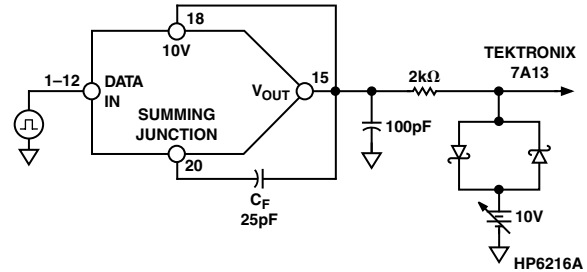 18
10V
1–12
DATA
IN
SUMMING
JUNCTION
20
VOUT
15
CF
25pF
100pF
2kΩ
TEKTRONIX
7A13
10V
HP6216A